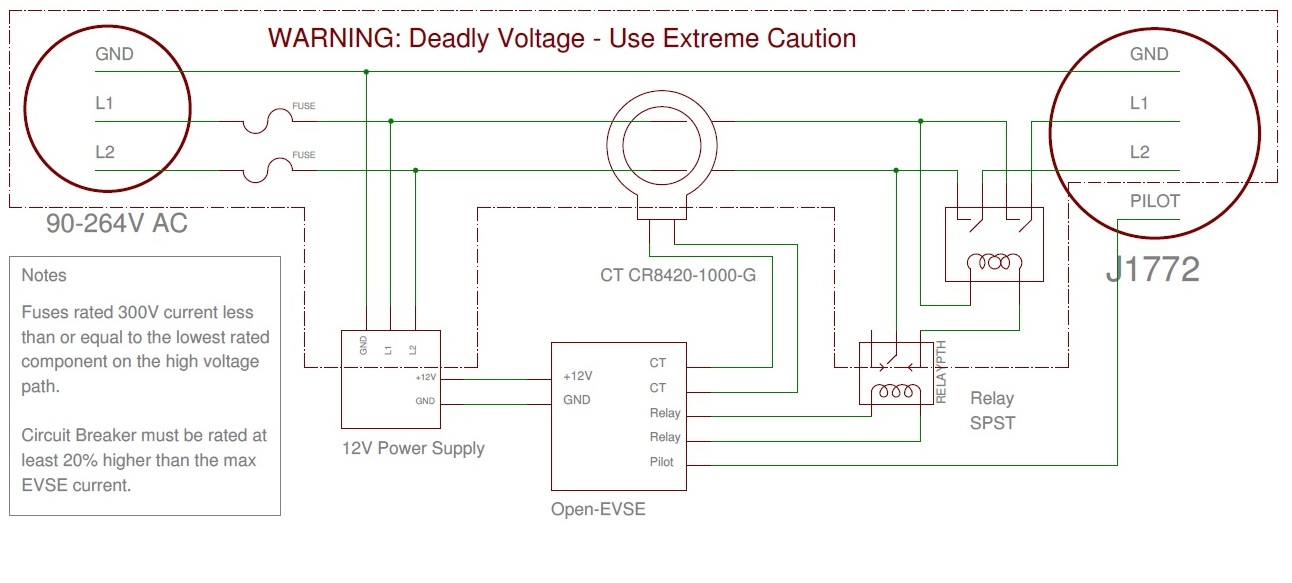 WARNING: Deadly Voltage - Use Extreme Caution
GND
L1
L2
FUSE
FUSE
90-264V AC
GND
L1
L2
PILOT
J1772
CT CR8420-1000-G
Notes
Fuses rated 300V current less
than or equal to the lowest rated
component on the high voltage
path.
Circuit Breaker must be rated at
least 20% higher than the max
EVSE current.
GND
L1
L2
+12V
GND
12V Power Supply
+12V
GND
CT
CT
Relay
Relay
Pilot
Open-EVSE
RELAYPTH
Relay
SPST